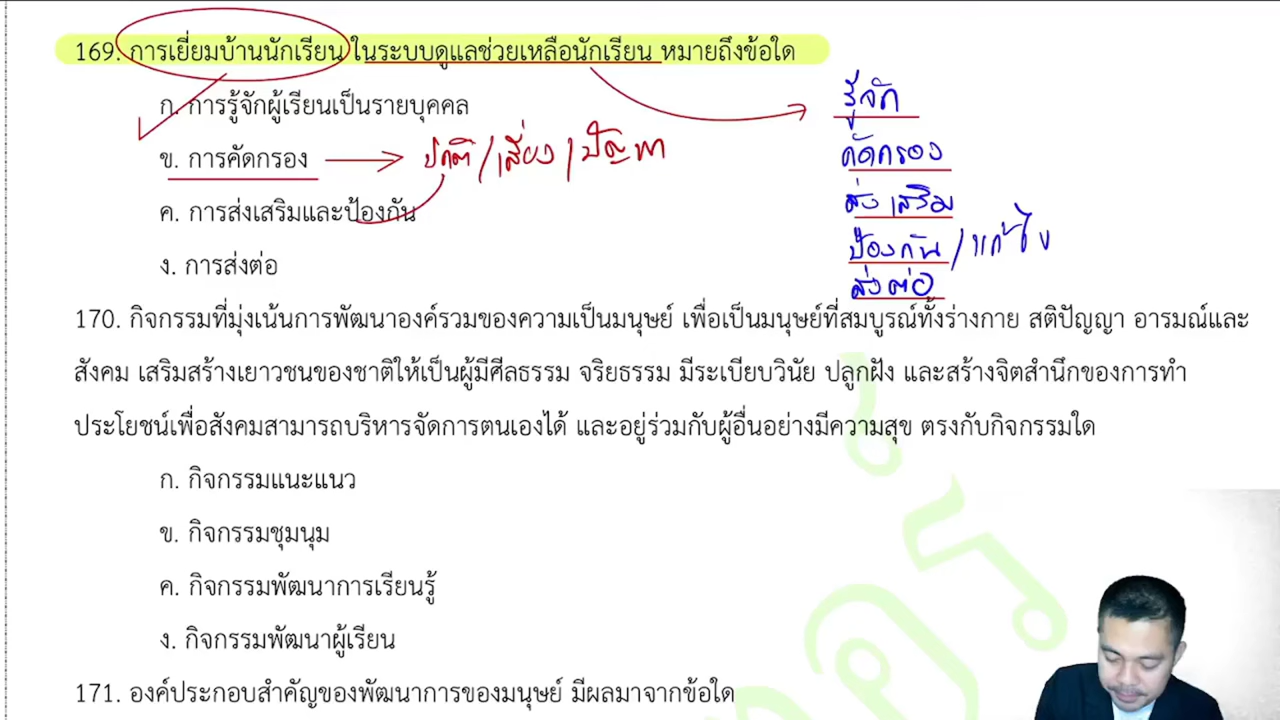 169. การเยี่ยมบ้านนักเรียน ในระบบดูแลช่วยเหลือนักเรียน หมายถึงข้อใด
ก. การรู้จักผู้เรียนเป็นรายบุคคล
ข. การคัดกรอง
ปกติ / เสี่ยง / ปัญหา
ค. การส่งเสริมและป้องกัน
ง. การส่งต่อ
รู้จัก
คัดกรอง
ส่งเสริม
ป้องกัน / แก้ไข
ส่งต่อ
170. กิจกรรมที่มุ่งเน้นการพัฒนาองค์รวมของความเป็นมนุษย์ เพื่อเป็นมนุษย์ที่สมบูรณ์ทั้งร่างกาย สติปัญญา อารมณ์และ
สังคม เสริมสร้างเยาวชนของชาติให้เป็นผู้มีศีลธรรม จริยธรรม มีระเบียบวินัย ปลูกฝัง และสร้างจิตสำนึกของการทำ
ประโยชน์เพื่อสังคมสามารถบริหารจัดการตนเองได้ และอยู่ร่วมกับผู้อื่นอย่างมีความสุข ตรงกับกิจกรรมใด
ก. กิจกรรมแนะแนว
ข. กิจกรรมชุมนุม
ค. กิจกรรมพัฒนาการเรียนรู้
ง. กิจกรรมพัฒนาผู้เรียน
171. องค์ประกอบสำคัญของพัฒนาการของมนุษย์ มีผลมาจากข้อใด